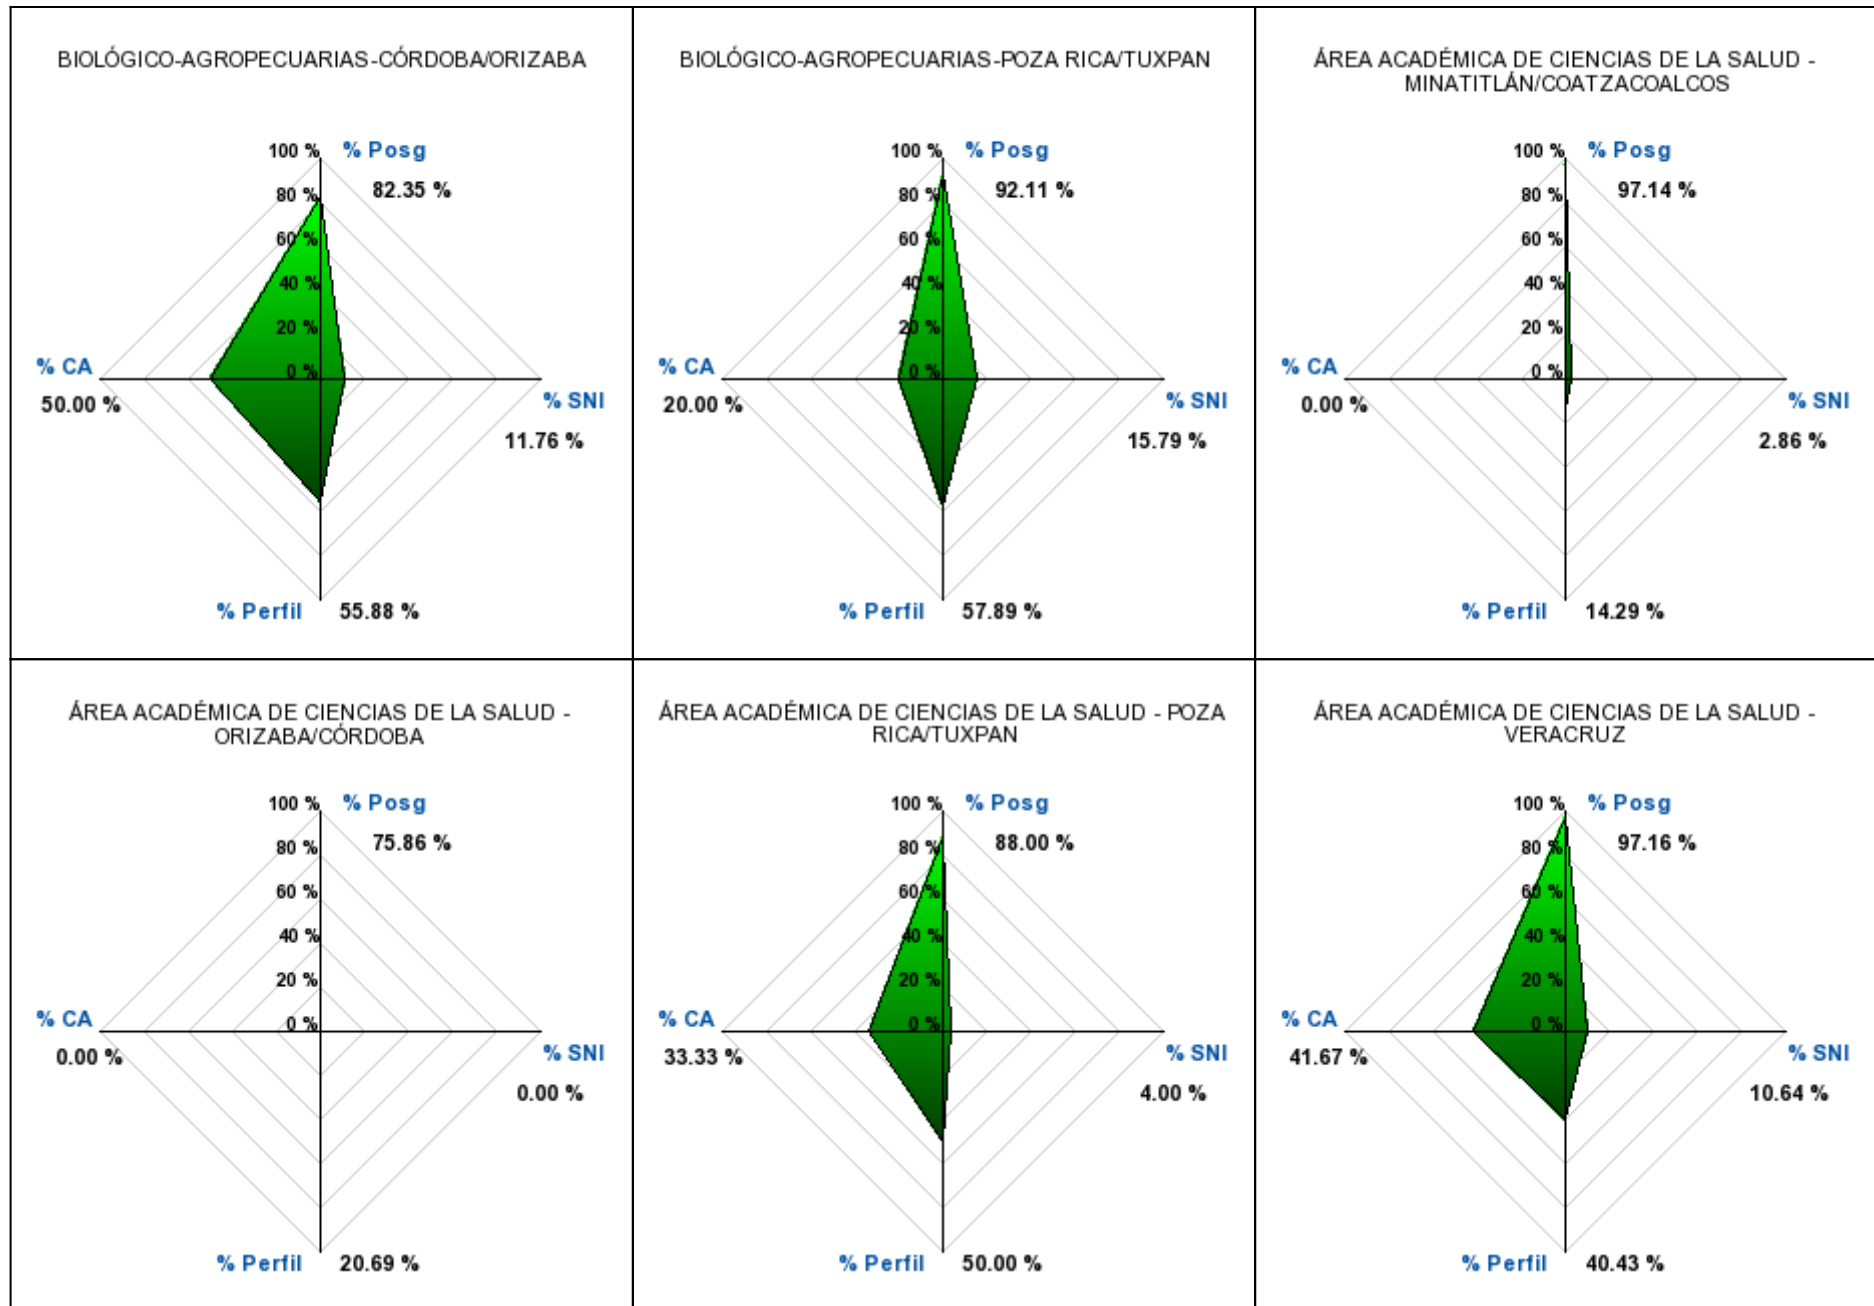 BIOLÓGICO-AGROPECUARIAS-CÓRDOBA/ORIZABA
100 %
% Posg
82.35 %
80 %
60 %
40 %
20 %
0 %
% CA
50.00 %
% SNI
11.76 %
% Perfil
55.88 %
BIOLÓGICO-AGROPECUARIAS-POZA RICA/TUXPAN
100 %
% Posg
92.11 %
80 %
60 %
40 %
20 %
0 %
% CA
20.00 %
% SNI
15.79 %
% Perfil
57.89 %
ÁREA ACADÉMICA DE CIENCIAS DE LA SALUD -
MINATITLÁN/COATZACOALCOS
100 %
% Posg
97.14 %
80 %
60 %
40 %
20 %
0 %
% CA
0.00 %
% SNI
2.86 %
% Perfil
14.29 %
ÁREA ACADÉMICA DE CIENCIAS DE LA SALUD -
ORIZABA/CÓRDOBA
100 %
% Posg
75.86 %
80 %
60 %
40 %
20 %
0 %
% CA
0.00 %
% SNI
0.00 %
% Perfil
20.69 %
ÁREA ACADÉMICA DE CIENCIAS DE LA SALUD - POZA
RICA/TUXPAN
100 %
% Posg
88.00 %
80 %
60 %
40 %
20 %
0 %
% CA
33.33 %
% SNI
4.00 %
% Perfil
50.00 %
ÁREA ACADÉMICA DE CIENCIAS DE LA SALUD -
VERACRUZ
100 %
% Posg
97.16 %
80 %
60 %
40 %
20 %
0 %
% CA
41.67 %
% SNI
10.64 %
% Perfil
40.43 %